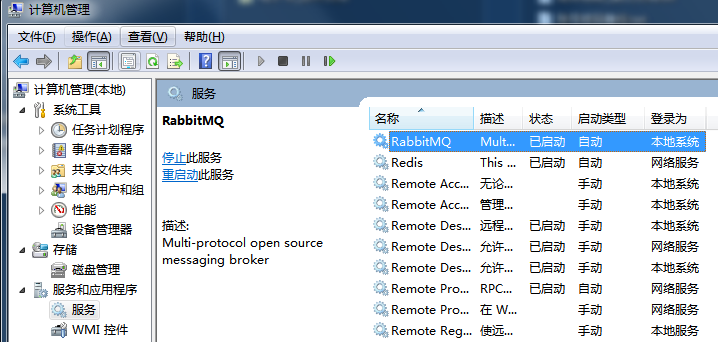 计算机管理
文件(F) 操作(A) 查看(V) 帮助(H)
计算机管理(本地)
系统工具
任务计划程序
事件查看器
共享文件夹
本地用户和组
性能
设备管理器
存储
磁盘管理
服务和应用程序
服务
WMI 控件
服务
RabbitMQ
停止此服务
重启动此服务
描述:
Multi-protocol open source
messaging broker
名称 描述 状态 启动类型 登录为
RabbitMQ Mult... 已启动 自动 本地系统
Redis This ... 自动 网络服务
Remote Acc... 无论... 手动 本地系统
Remote Acc... 管理... 手动 本地系统
Remote Des... 远程... 已启动 手动 本地系统
Remote Des... 允许... 已启动 手动 网络服务
Remote Des... 允许... 已启动 手动 本地系统
Remote Pro... RPC... 已启动 自动 网络服务
Remote Pro... 在 W... 手动 网络服务
Remote Reg... 使远... 手动 本地服务